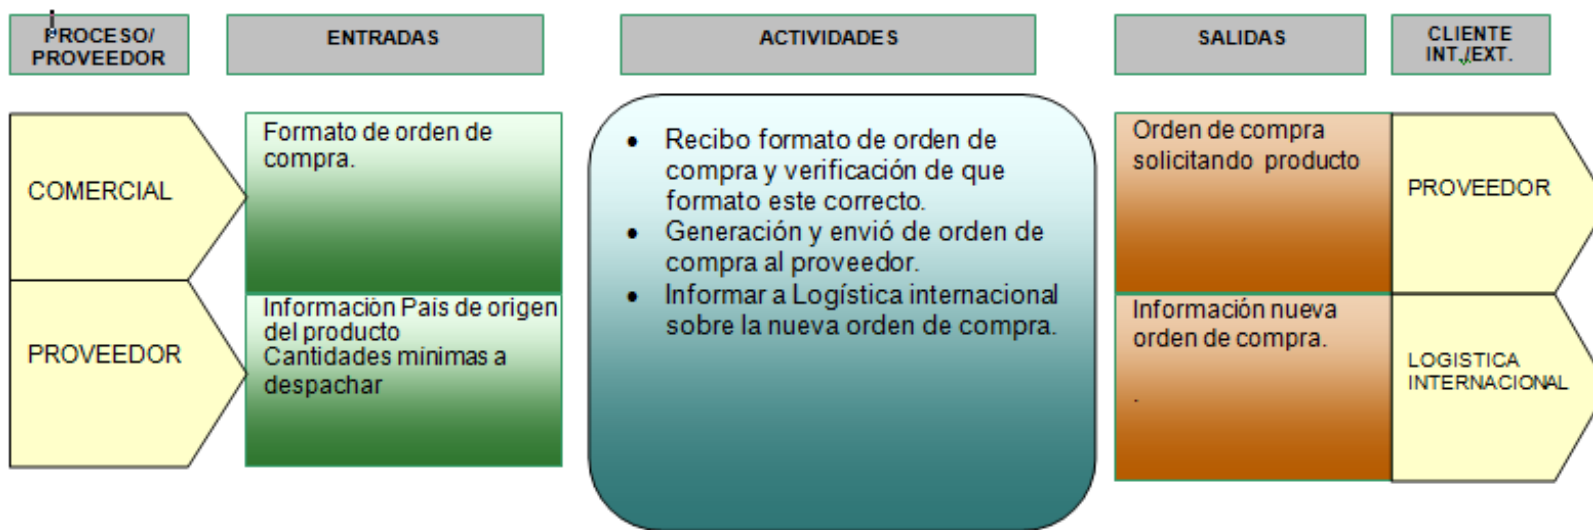 PROCESO/
PROVEEDOR
ENTRADAS
ACTIVIDADES
SALIDAS
CLIENTE
INT./EXT.
COMERCIAL
Formato de orden de
compra.
• Recibo formato de orden de
compra y verificación de que
formato este correcto.
• Generación y envió de orden de
compra al proveedor.
• Informar a Logística internacional
sobre la nueva orden de compra.
Orden de compra
solicitando producto
PROVEEDOR
PROVEEDOR
Información País de origen
del producto
Cantidades mínimas a
despachar
Información nueva
orden de compra.
.
LOGISTICA
INTERNACIONAL